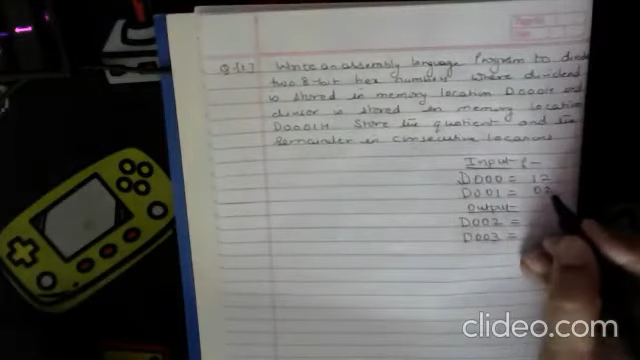 Q.17] Write an assembly language Program to divide
two 8-bit hex numbers where dividend
is stored in memory location D000H and
divisor is stored in memory location
D0001H. Store the quotient and the
Remainder in consecutive locations
Input :-
D000 = 12
D001 = 02
Output
D002 =
D003 =
clideo.com